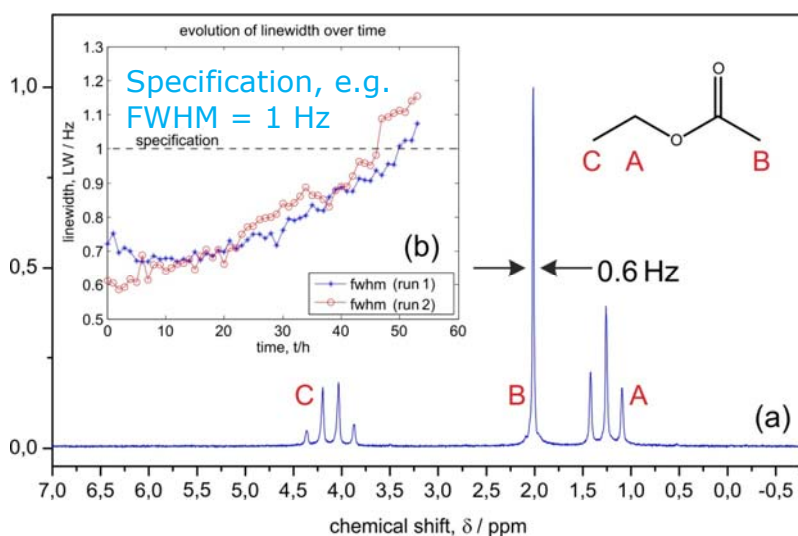 evolution of linewidth over time
1.3
1.2
1.1
1
0.9
0.8
0.7
0.6
0.5
linewidth, LW / Hz
Specification, e.g.
FWHM = 1 Hz
specification
(b)
fwhm (run 1)
fwhm (run 2)
0 10 20 30 40 50 60
time, t/h
O
O
C A B
0.6 Hz
1,0
0,5
0,0
C
B
A
(a)
7,0 6,5 6,0 5,5 5,0 4,5 4,0 3,5 3,0 2,5 2,0 1,5 1,0 0,5 0,0 -0,5
chemical shift, δ / ppm